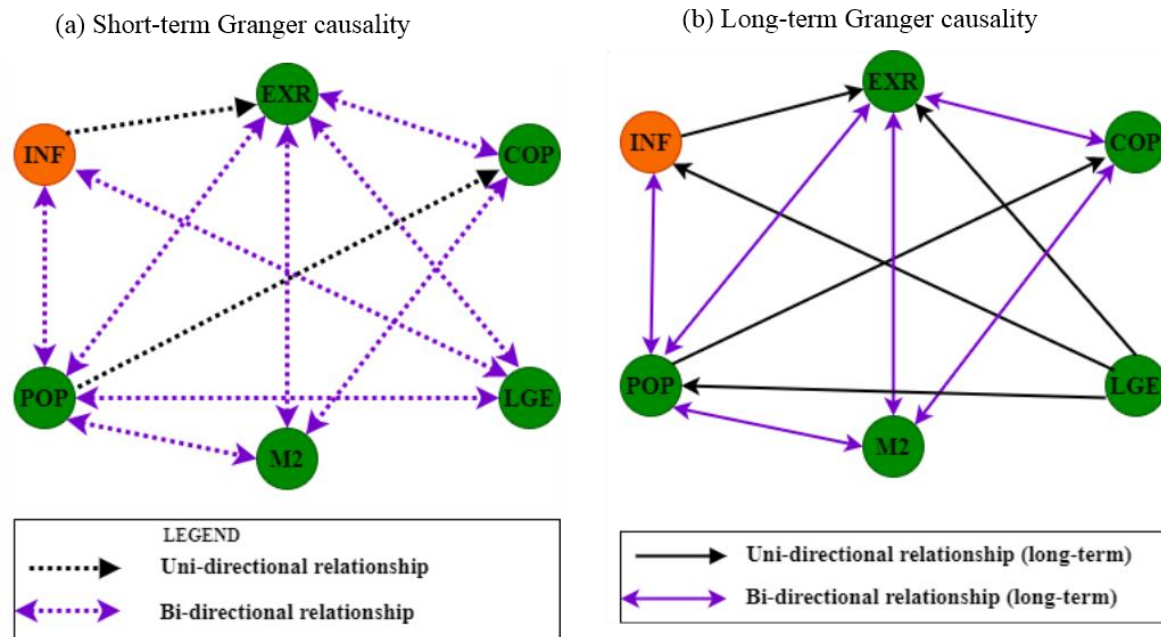 (a) Short-term Granger causality
EXR
INF
COP
POP
LGE
M2
LEGEND
Uni-directional relationship
Bi-directional relationship
(b) Long-term Granger causality
EXR
INF
COP
POP
LGE
M2
Uni-directional relationship (long-term)
Bi-directional relationship (long-term)